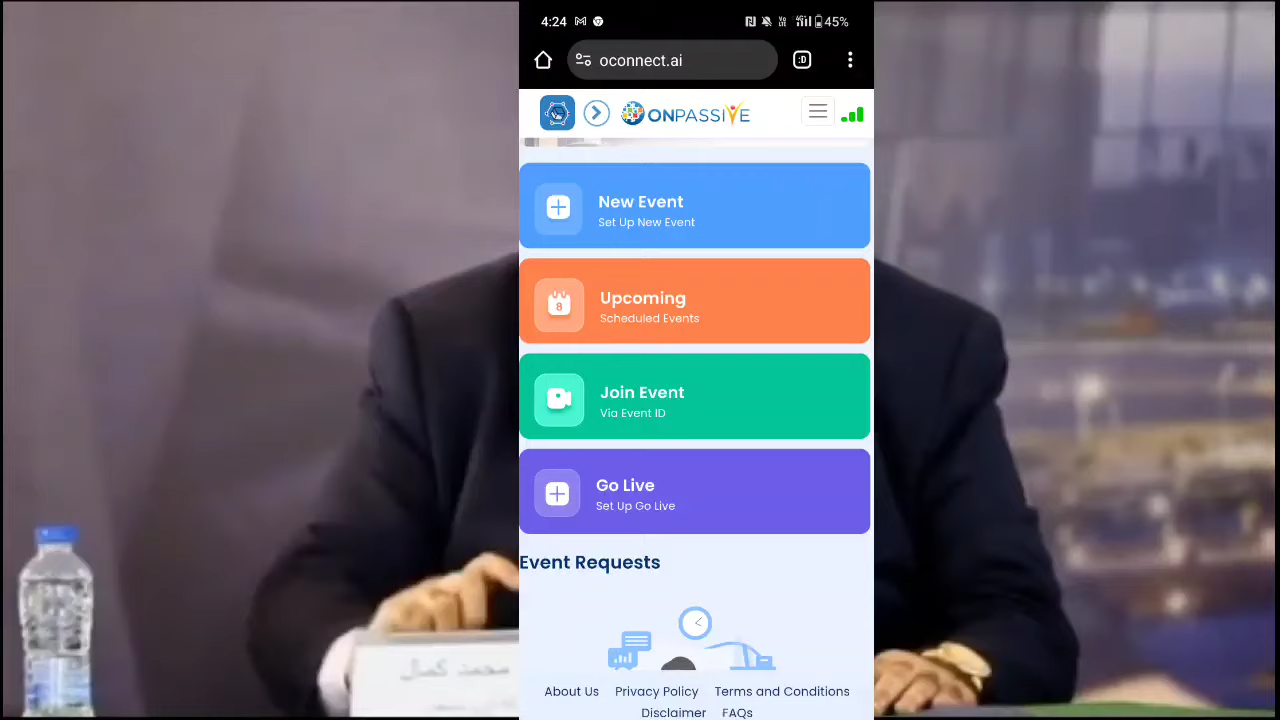 4:24
45%
oconnect.ai
:D
ONPASSIVE
New Event
Set Up New Event
Upcoming
8
Scheduled Events
Join Event
Via Event ID
Go Live
Set Up Go Live
Event Requests
محمد كمال
About Us Privacy Policy Terms and Conditions
Disclaimer FAQs